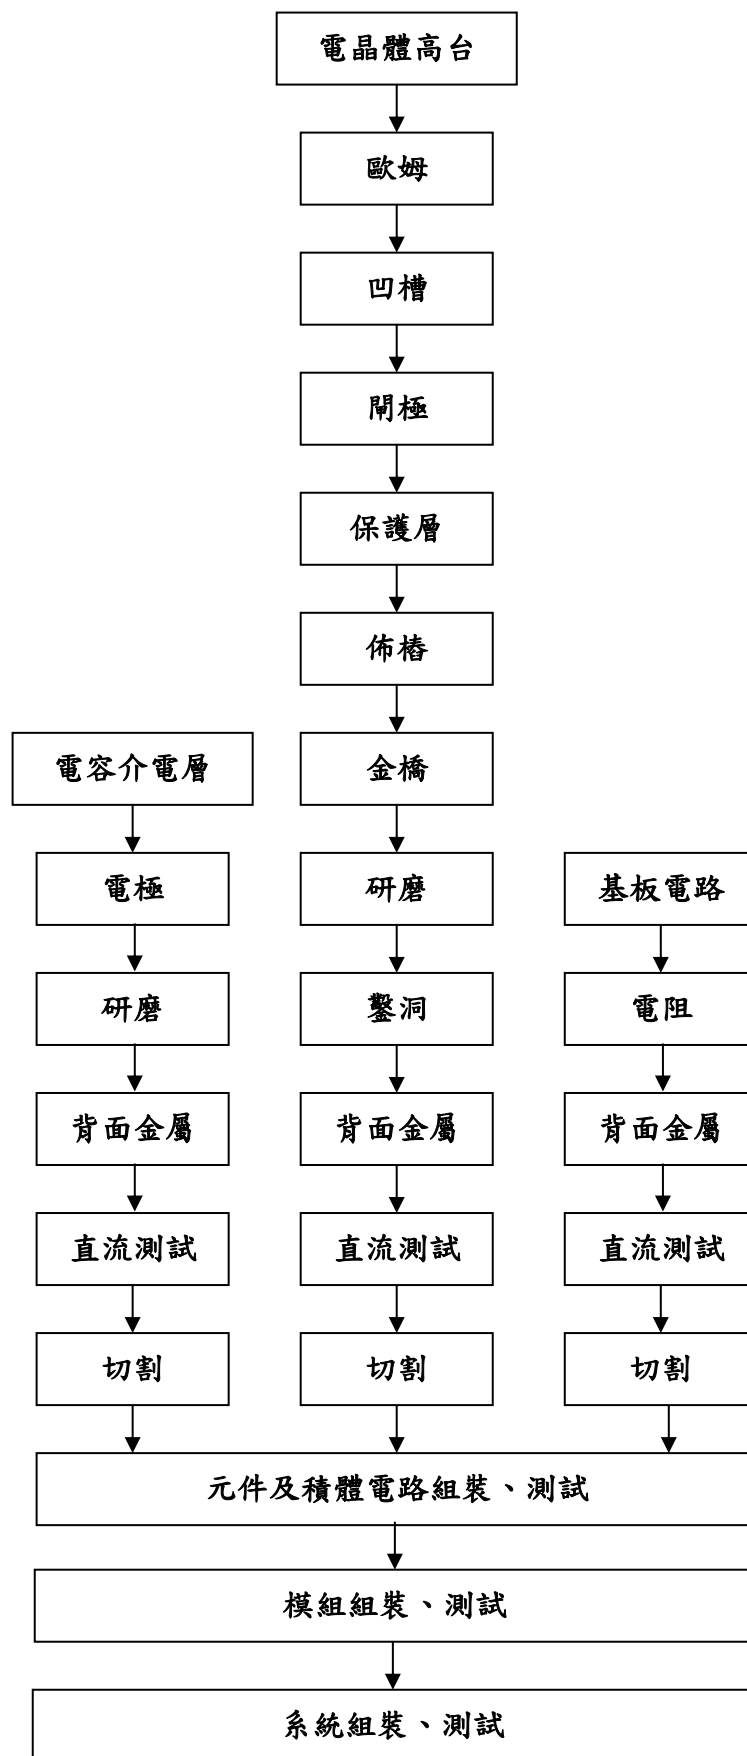 電晶體高台
歐姆
凹槽
閘極
保護層
佈樁
電容介電層
金橋
電極
研磨
基板電路
研磨
鑿洞
電阻
背面金屬
背面金屬
背面金屬
直流測試
直流測試
直流測試
切割
切割
切割
元件及積體電路組裝、測試
模組組裝、測試
系統組裝、測試